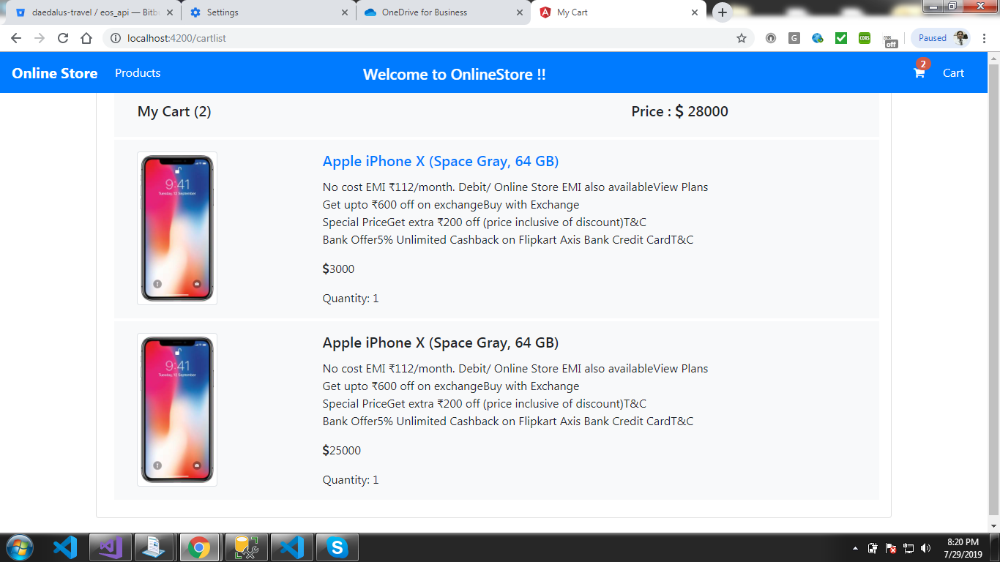 daedalus-travel / eos_api — Bitb
Settings
OneDrive for Business
My Cart
localhost:4200/cartlist
G
CORS
off
Paused
Online Store
Products
Welcome to OnlineStore !!
2
Cart
My Cart (2)
Price : $ 28000
9:41
Tuesday, 12 September
Apple iPhone X (Space Gray, 64 GB)
No cost EMI ₹112/month. Debit/ Online Store EMI also availableView Plans
Get upto ₹600 off on exchangeBuy with Exchange
Special PriceGet extra ₹200 off (price inclusive of discount)T&C
Bank Offer5% Unlimited Cashback on Flipkart Axis Bank Credit CardT&C
$3000
Quantity: 1
9:41
Tuesday, 12 September
Apple iPhone X (Space Gray, 64 GB)
No cost EMI ₹112/month. Debit/ Online Store EMI also availableView Plans
Get upto ₹600 off on exchangeBuy with Exchange
Special PriceGet extra ₹200 off (price inclusive of discount)T&C
Bank Offer5% Unlimited Cashback on Flipkart Axis Bank Credit CardT&C
$25000
Quantity: 1
8:20 PM
7/29/2019